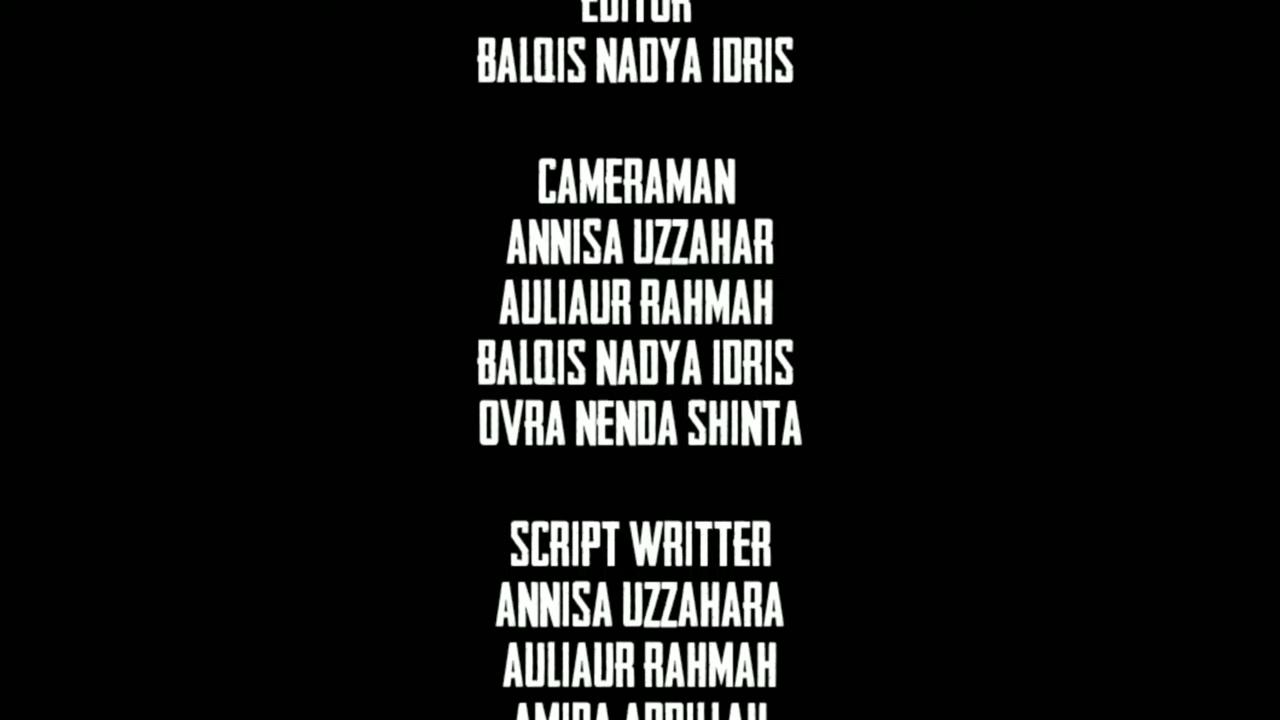 EDITOR
BALQIS NADYA IDRIS
CAMERAMAN
ANNISA UZZAHAR
AULIAUR RAHMAH
BALQIS NADYA IDRIS
OVRA NENDA SHINTA
SCRIPT WRITTER
ANNISA UZZAHARA
AULIAUR RAHMAH